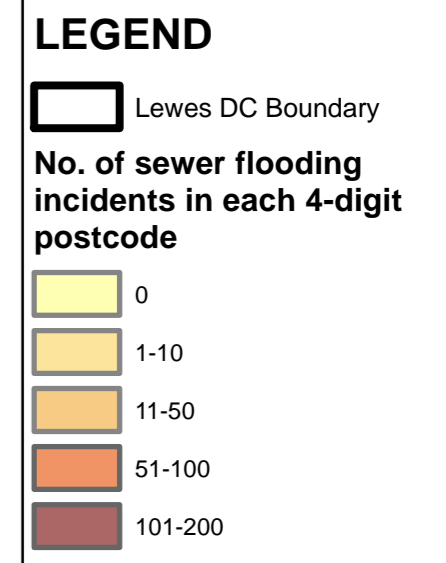 LEGEND
Lewes DC Boundary
No. of sewer flooding
incidents in each 4-digit
postcode
0
1-10
11-50
51-100
101-200